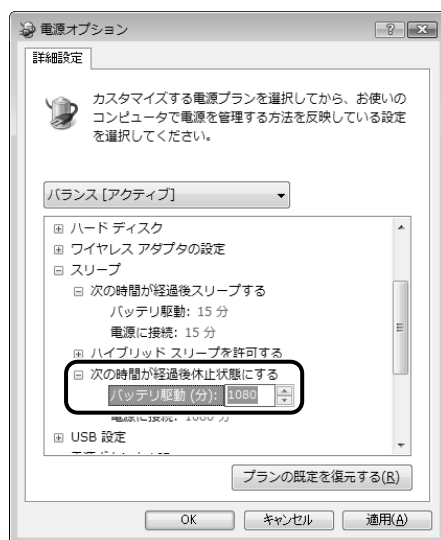 電源オプション
詳細設定
カスタマイズする電源プランを選択してから、お使いの
コンピュータで電源を管理する方法を反映している設定
を選択してください。
バランス [アクティブ]
ハード ディスク
ワイヤレス アダプタの設定
スリープ
次の時間が経過後スリープする
バッテリ駆動: 15 分
電源に接続: 15 分
ハイブリッド スリープを許可する
次の時間が経過後休止状態にする
バッテリ駆動 (分): 1080
電源に接続: 1080 分
USB 設定
プランの既定を復元する(R)
OK キャンセル 適用(A)